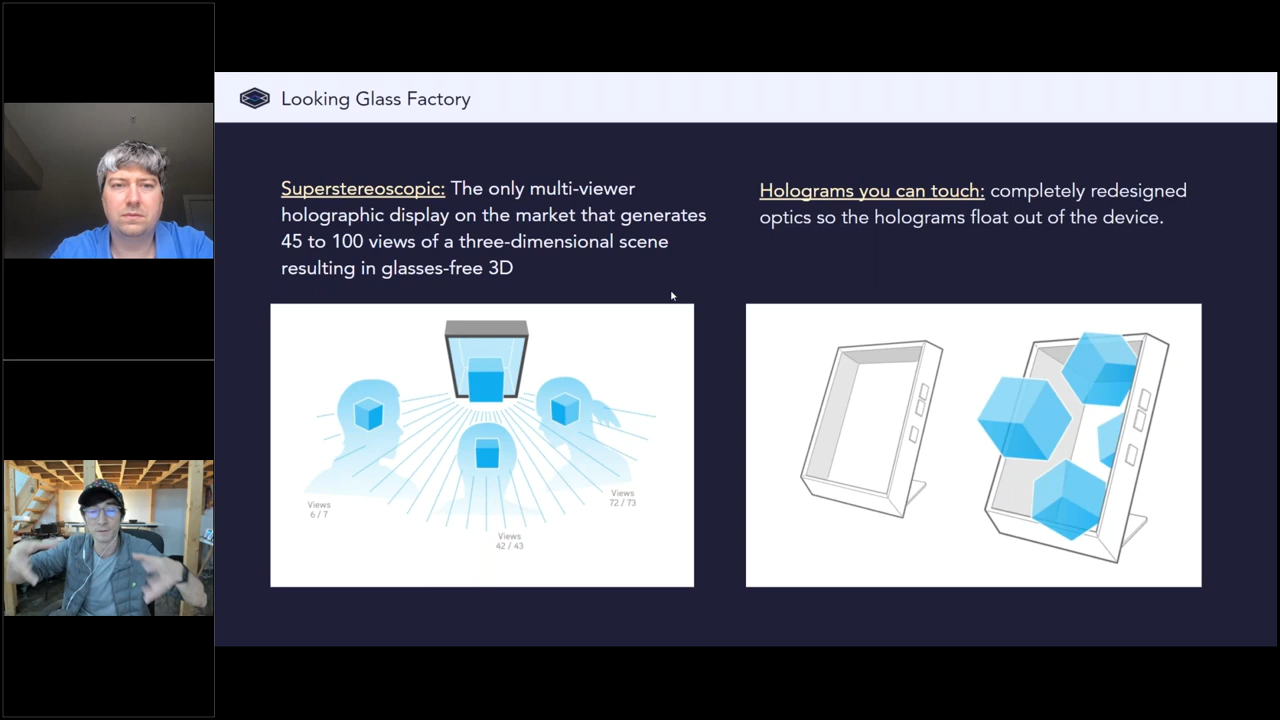 Looking Glass Factory
Superstereoscopic: The only multi-viewer
holographic display on the market that generates
45 to 100 views of a three-dimensional scene
resulting in glasses-free 3D
Holograms you can touch: completely redesigned
optics so the holograms float out of the device.
Views
6 / 7
Views
42 / 43
Views
72 / 73